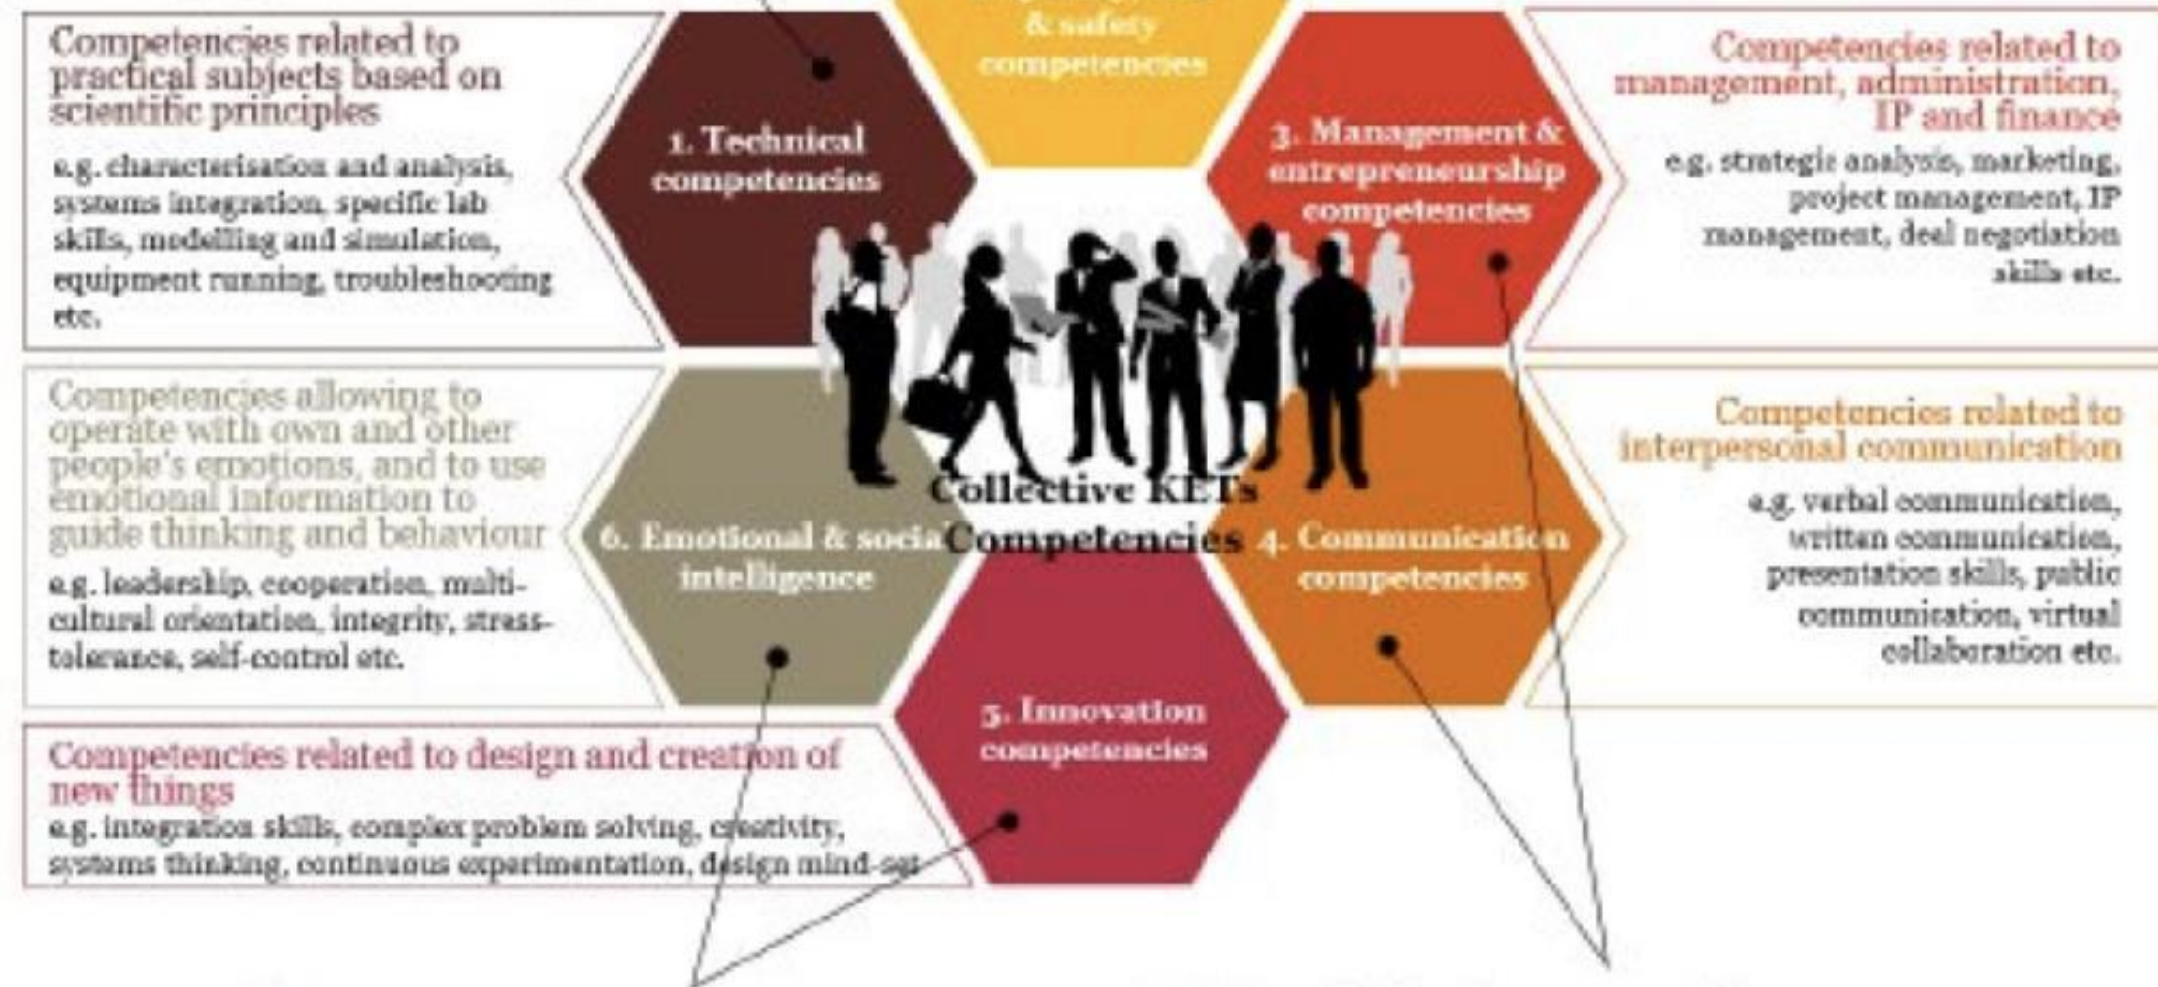 Competencies related to
practical subjects based on
scientific principles
e.g. characterisation and analysis,
systems integration, specific lab
skills, modelling and simulation,
equipment running, troubleshooting
etc.
1. Technical
competencies
& safety
competencies
3. Management &
entrepreneurship
competencies
Competencies related to
management, administration,
IP and finance
e.g. strategic analysis, marketing,
project management, IP
management, deal negotiation
skills etc.
Competencies allowing to
operate with own and other
people's emotions, and to use
emotional information to
guide thinking and behaviour
e.g. leadership, cooperation, multi-
cultural orientation, integrity, stress-
tolerance, self-control etc.
6. Emotional & social
intelligence
Collective KETs
Competencies
4. Communication
competencies
Competencies related to
interpersonal communication
e.g. verbal communication,
written communication,
presentation skills, public
communication, virtual
collaboration etc.
5. Innovation
competencies
Competencies related to design and creation of
new things
e.g. integration skills, complex problem solving, creativity,
systems thinking, continuous experimentation, design mind-set